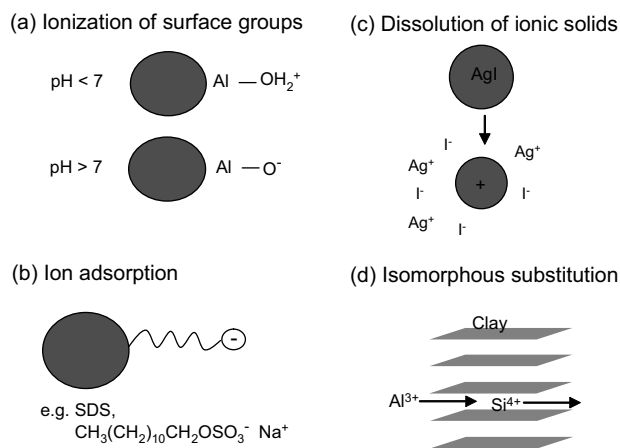 (a) Ionization of surface groups
pH < 7
Al — OH₂⁺
pH > 7
Al — O⁻
(b) Ion adsorption
-
e.g. SDS,
CH₃(CH₂)₁₀CH₂OSO₃⁻ Na⁺
(c) Dissolution of ionic solids
AgI
I⁻
Ag⁺
Ag⁺
I⁻
+
I⁻
Ag⁺
I⁻
(d) Isomorphous substitution
Clay
Al³⁺
Si⁴⁺